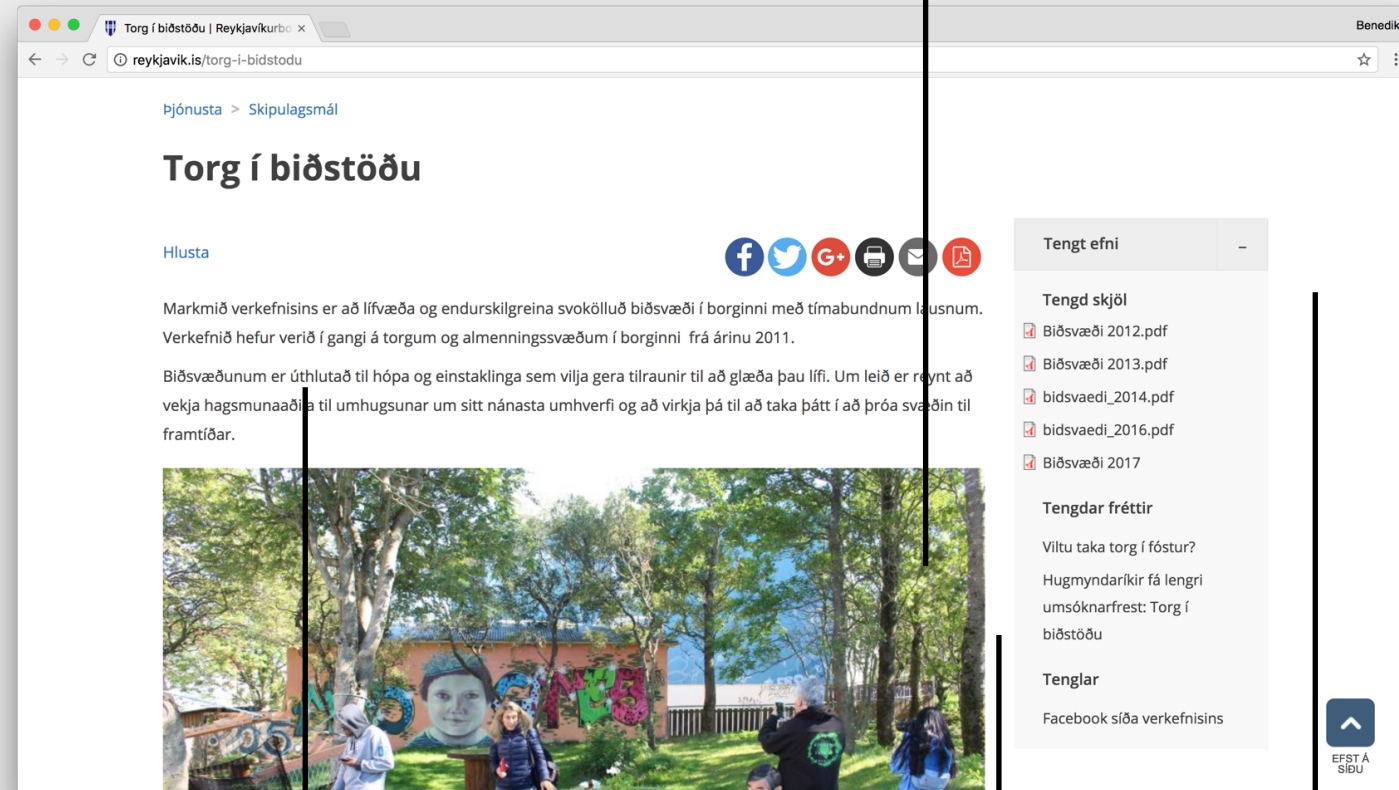 Torg í biðstöðu | Reykjavíkurbo
Benedik
reykjavik.is/torg-i-bidstodu
Þjónusta > Skipulagsmál
Torg í biðstöðu
Hlusta
Markmið verkefnisins er að lífvæða og endurskilgreina svokölluð biðsvæði í borginni með tímabundnum lausnum.
Verkefnið hefur verið í gangi á torgum og almenningssvæðum í borginni frá árinu 2011.
Biðsvæðunum er úthlutað til hópa og einstaklinga sem vilja gera tilraunir til að glæða þau lífi. Um leið er reynt að
vekja hagsmunaaðila til umhugsunar um sitt nánasta umhverfi og að virkja þá til að taka þátt í að þróa svæðin til
framtíðar.
Tengt efni
Tengd skjöl
Biðsvæði 2012.pdf
Biðsvæði 2013.pdf
bidsvaedi_2014.pdf
bidsvaedi_2016.pdf
Biðsvæði 2017
Tengdar fréttir
Viltu taka torg í fóstur?
Hugmyndaríkir fá lengri
umsóknarfrest: Torg í
biðstöðu
Tenglar
Facebook síða verkefnisins
EFST Á
SÍÐU